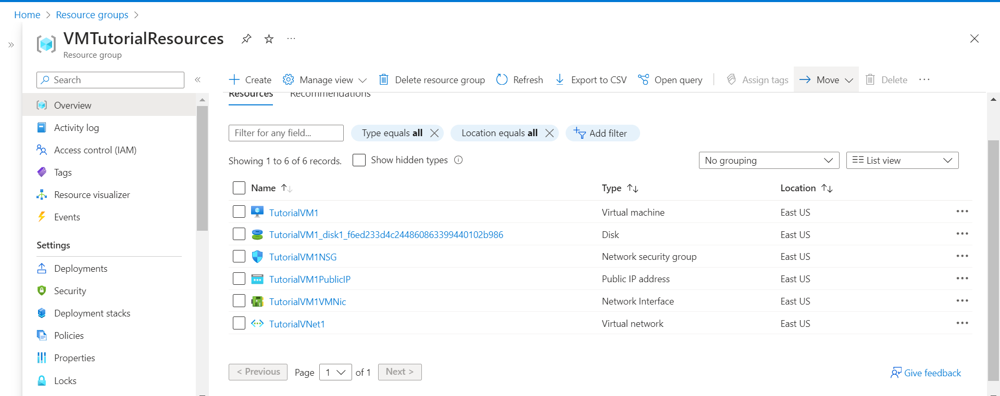 Home > Resource groups >
VMTutorialResources
Resource group
Search
Create Manage view Delete resource group Refresh Export to CSV Open query Assign tags Move Delete
Resources Recommendations
Overview
Activity log
Access control (IAM)
Tags
Resource visualizer
Events
Settings
Deployments
Security
Deployment stacks
Policies
Properties
Locks
Filter for any field... Type equals all Location equals all Add filter
Showing 1 to 6 of 6 records. Show hidden types No grouping List view
Name Type Location
TutorialVM1 Virtual machine East US
TutorialVM1_disk1_f6ed233d4c244860863399440102b986 Disk East US
TutorialVM1NSG Network security group East US
TutorialVM1PublicIP Public IP address East US
TutorialVM1VMNic Network Interface East US
TutorialVNet1 Virtual network East US
< Previous Page 1 of 1 Next > Give feedback